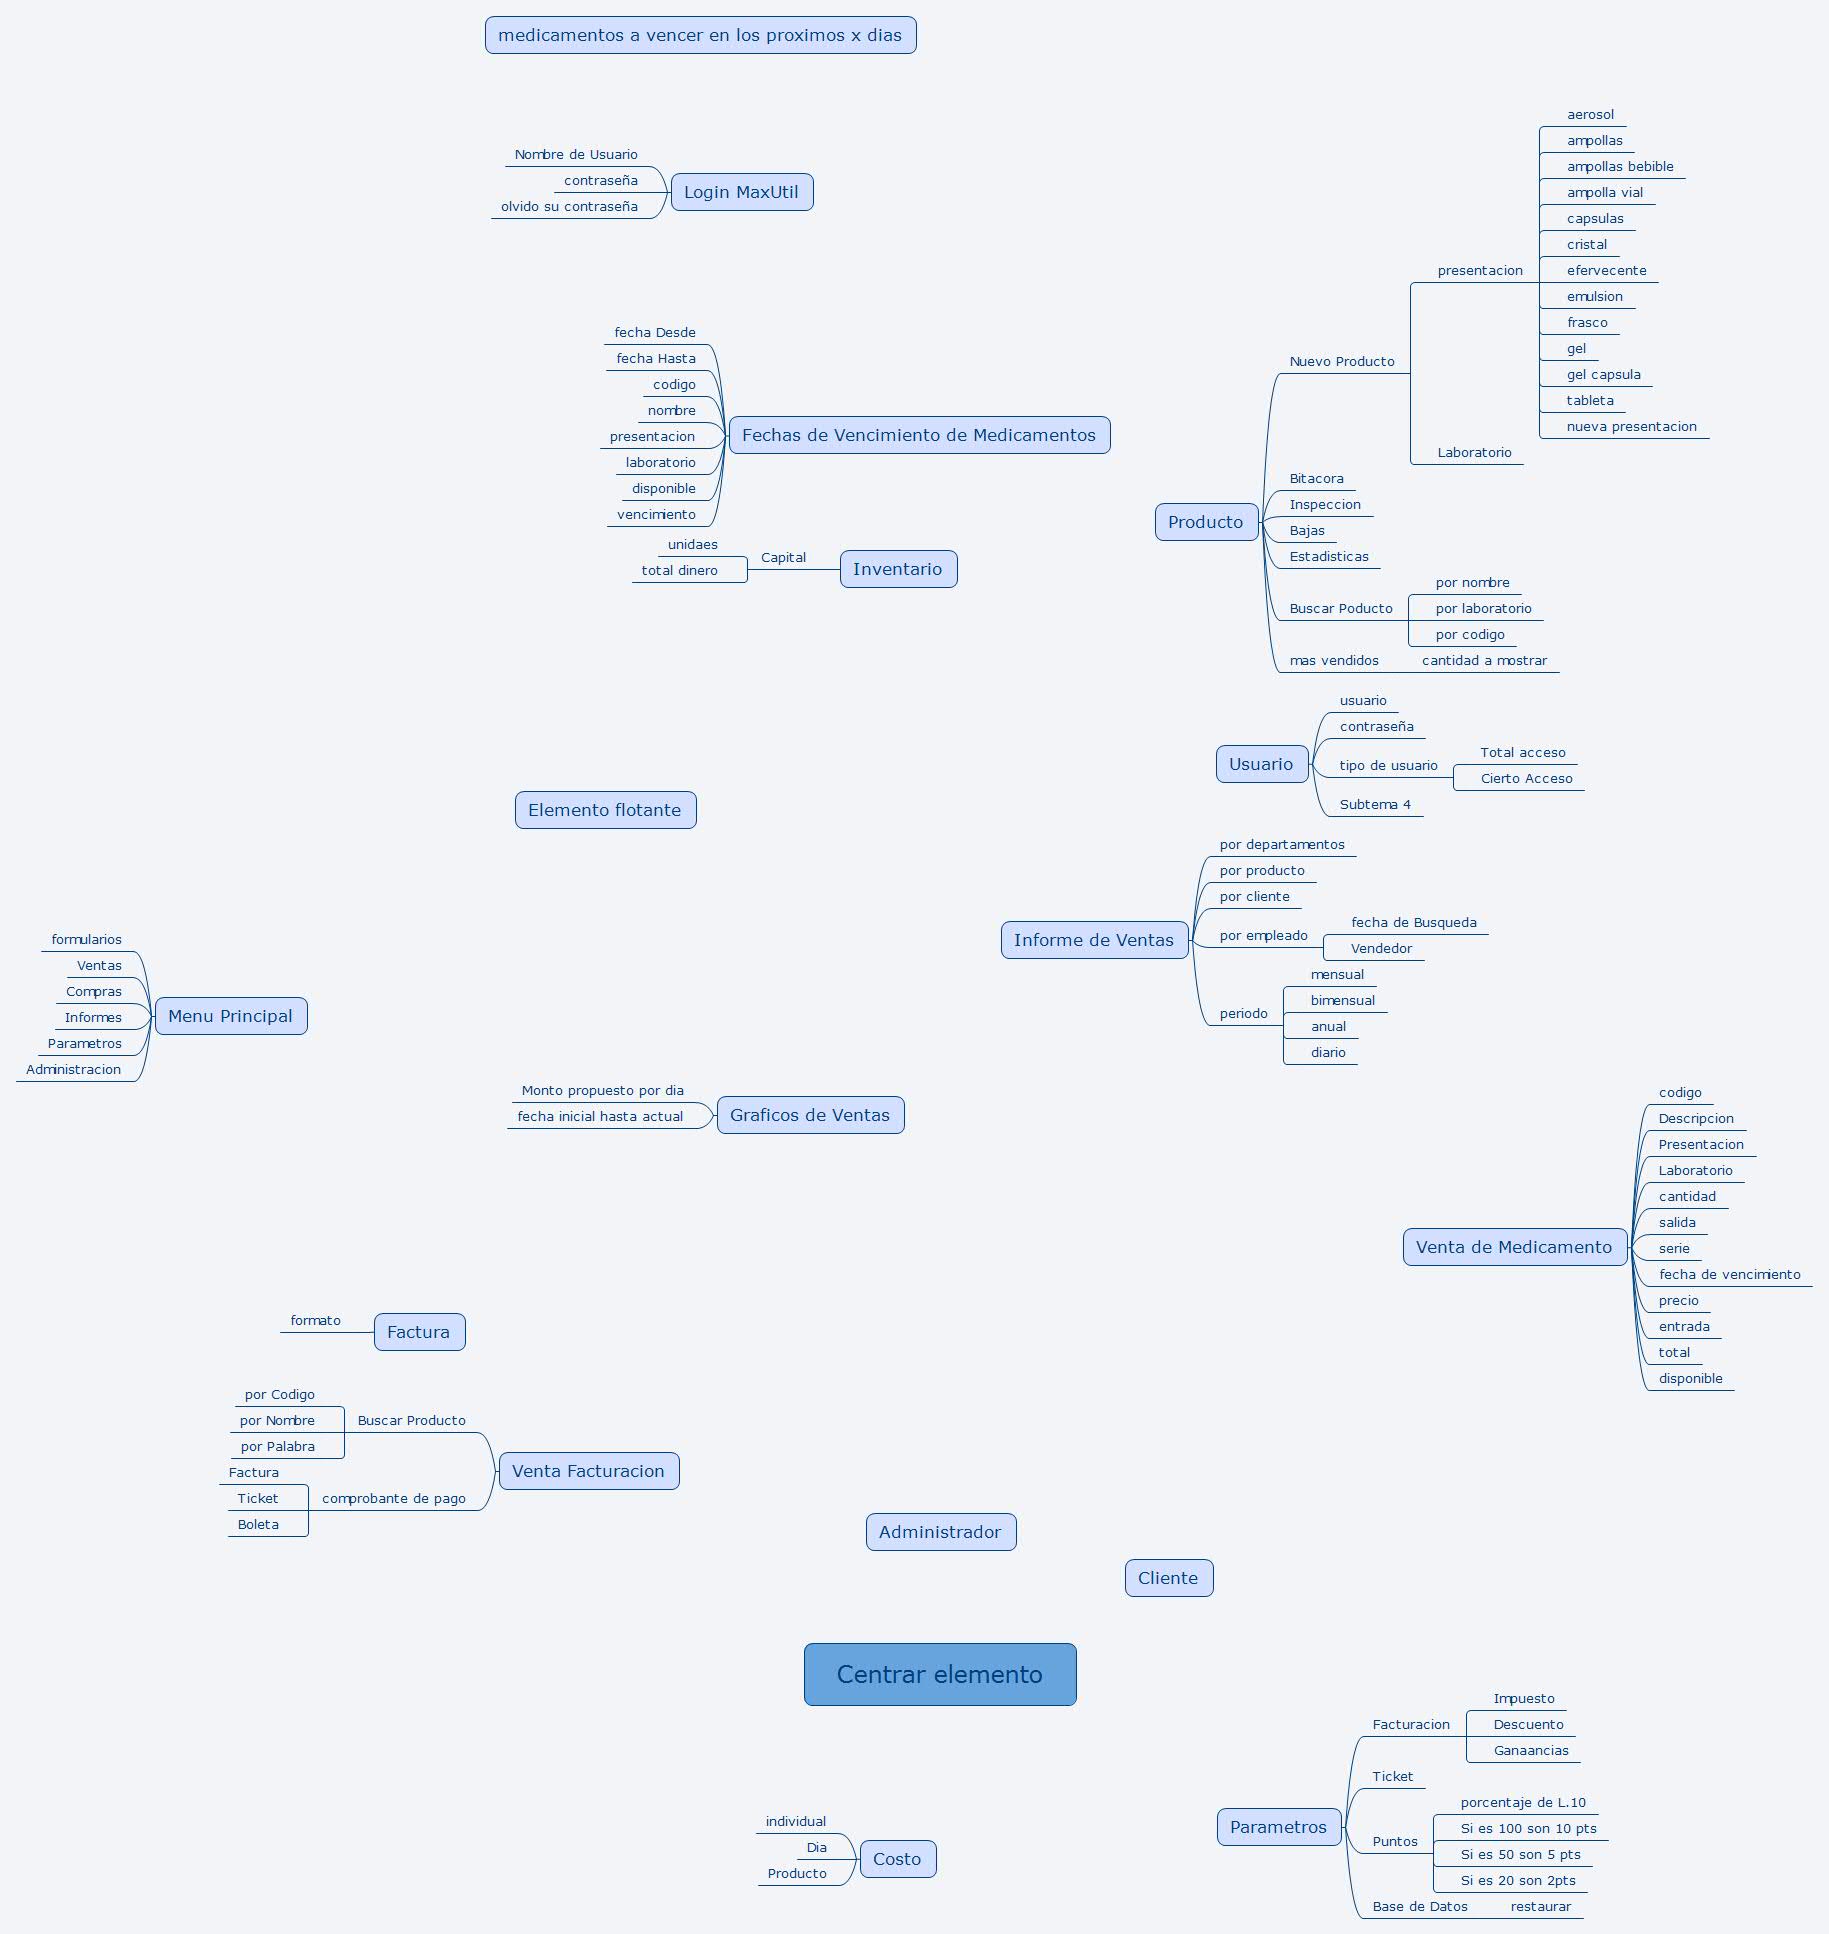 medicamentos a vencer en los proximos x dias
Nombre de Usuario
contraseña
olvido su contraseña
Login MaxUtil
fecha Desde
fecha Hasta
codigo
nombre
presentacion
laboratorio
disponible
vencimiento
Fechas de Vencimiento de Medicamentos
unidaes
total dinero
Capital
Inventario
Producto
Nuevo Producto
presentacion
aerosol
ampollas
ampollas bebible
ampolla vial
capsulas
cristal
efervecente
emulsion
frasco
gel
gel capsula
tableta
nueva presentacion
Laboratorio
Bitacora
Inspeccion
Bajas
Estadisticas
Buscar Poducto
por nombre
por laboratorio
por codigo
mas vendidos
cantidad a mostrar
Usuario
usuario
contraseña
tipo de usuario
Total acceso
Cierto Acceso
Subtema 4
Elemento flotante
Informe de Ventas
por departamentos
por producto
por cliente
por empleado
fecha de Busqueda
Vendedor
periodo
mensual
bimensual
anual
diario
formularios
Ventas
Compras
Informes
Parametros
Administracion
Menu Principal
Monto propuesto por dia
fecha inicial hasta actual
Graficos de Ventas
Venta de Medicamento
codigo
Descripcion
Presentacion
Laboratorio
cantidad
salida
serie
fecha de vencimiento
precio
entrada
total
disponible
formato
Factura
por Codigo
por Nombre
por Palabra
Buscar Producto
Factura
Ticket
Boleta
comprobante de pago
Venta Facturacion
Administrador
Cliente
Centrar elemento
Parametros
Facturacion
Impuesto
Descuento
Ganaancias
Ticket
Puntos
porcentaje de L.10
Si es 100 son 10 pts
Si es 50 son 5 pts
Si es 20 son 2pts
Base de Datos
restaurar
individual
Dia
Producto
Costo